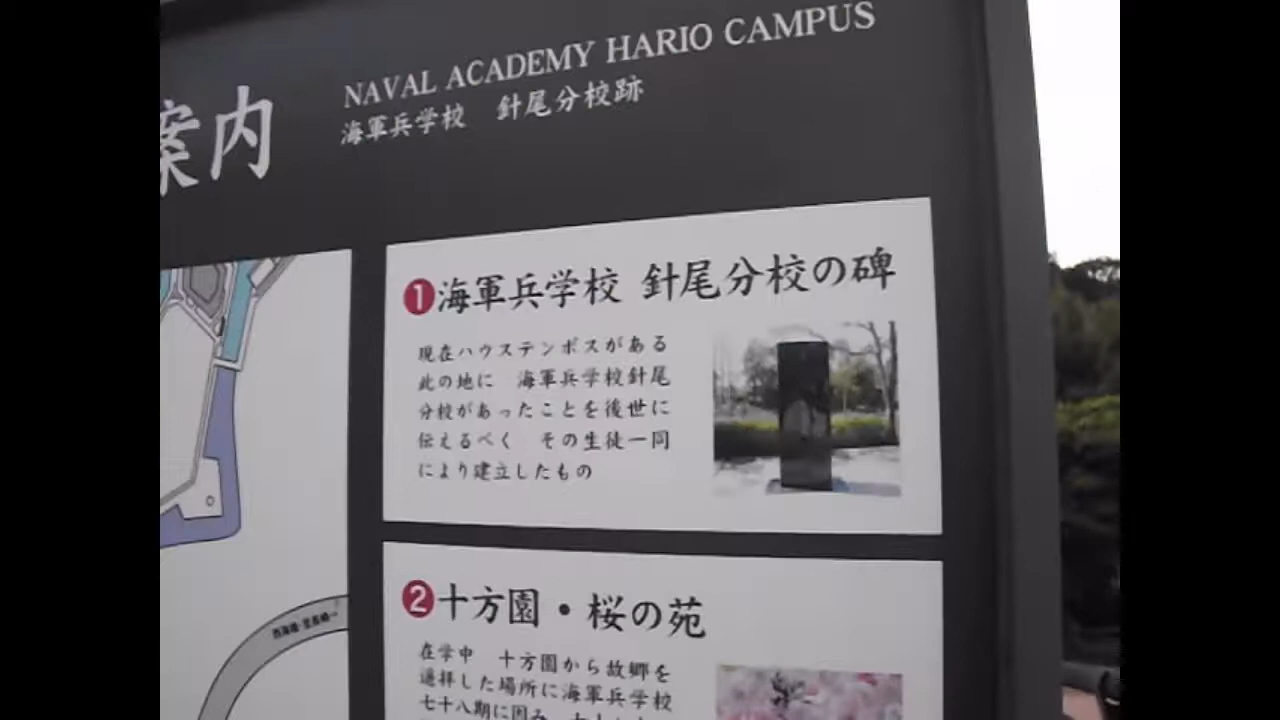 案内
NAVAL ACADEMY HARIO CAMPUS
海軍兵学校 針尾分校跡
1 海軍兵学校 針尾分校の碑
現在ハウステンボスがある
此の地に 海軍兵学校針尾
分校があったことを後世に
伝えるべく その生徒一同
により建立したもの
2 十方園・桜の苑
在学中 十方園から故郷を
遥拝した場所に海軍兵学校
七十八期に因み